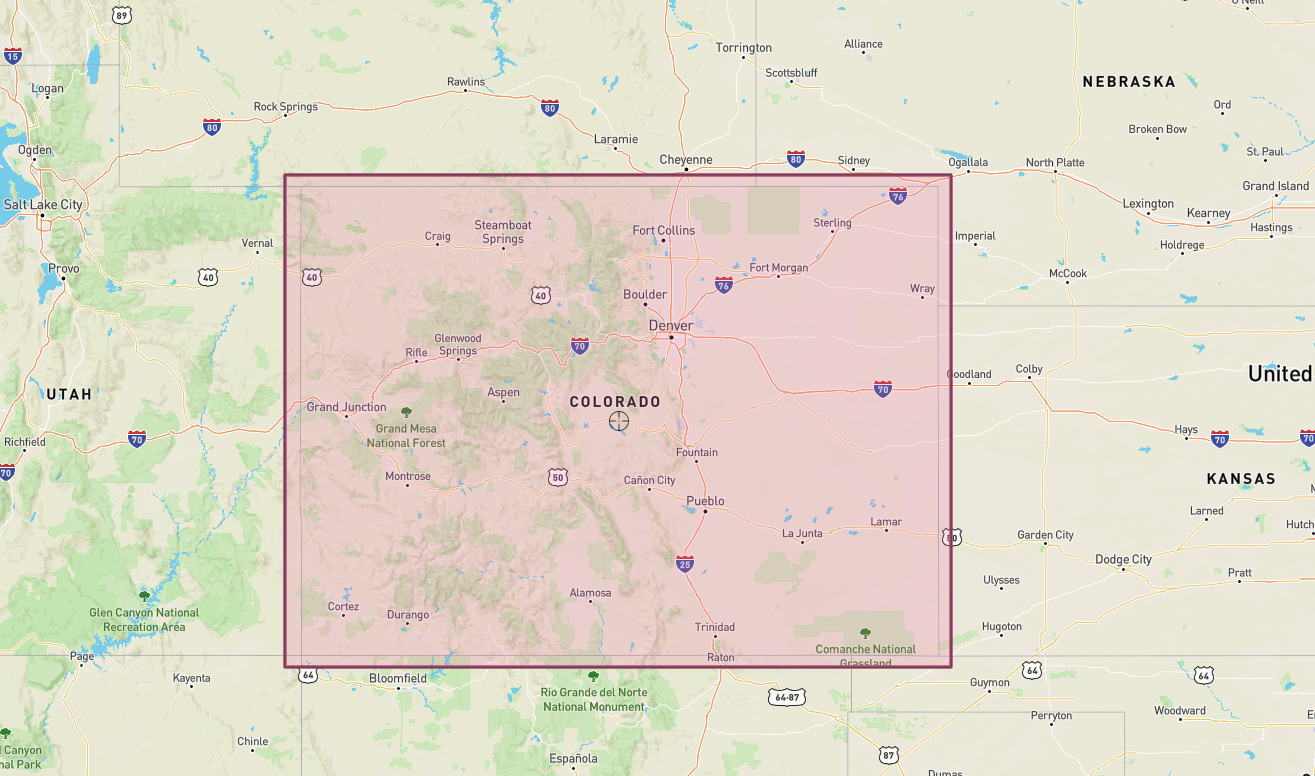 89
O'Neill
15
Torrington
Alliance
Scottsbluff
NEBRASKA
Logan
Rawlins
Rock Springs
80
80
Ord
Broken Bow
Ogden
Laramie
Cheyenne
80
Sidney
Ogallala
North Platte
St. Paul
Grand Island
Salt Lake City
76
Lexington
Kearney
Hastings
Steamboat
Springs
Craig
Fort Collins
Sterling
Imperial
Vernal
Holdrege
Provo
40
40
Fort Morgan
McCook
76
40
Boulder
Wray
Denver
Glenwood
Springs
70
Rifle
Goodland
Colby
United
UTAH
Aspen
70
COLORADO
Grand Junction
Grand Mesa
National Forest
Richfield
70
Hays
70
70
70
Fountain
Montrose
50
Cañon City
KANSAS
Pueblo
Larned
La Junta
Lamar
50
Garden City
Hutch
Dodge City
25
Pratt
Ulysses
Glen Canyon National
Recreation Area
Cortez
Durango
Alamosa
Trinidad
Hugoton
Comanche National
Grassland
Page
Raton
64
Kayenta
Bloomfield
Rio Grande del Norte
National Monument
64-87
Guymon
64
64
Woodward
Perryton
Chinle
Canyon
nal Park
Española
87
Dumas